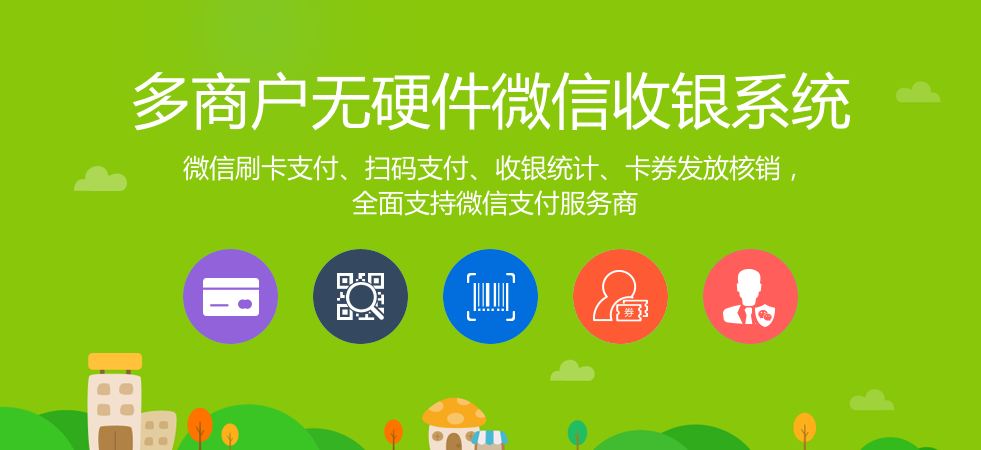 多商户无硬件微信收银系统
微信刷卡支付、扫码支付、收银统计、卡券发放核销，
全面支持微信支付服务商
券